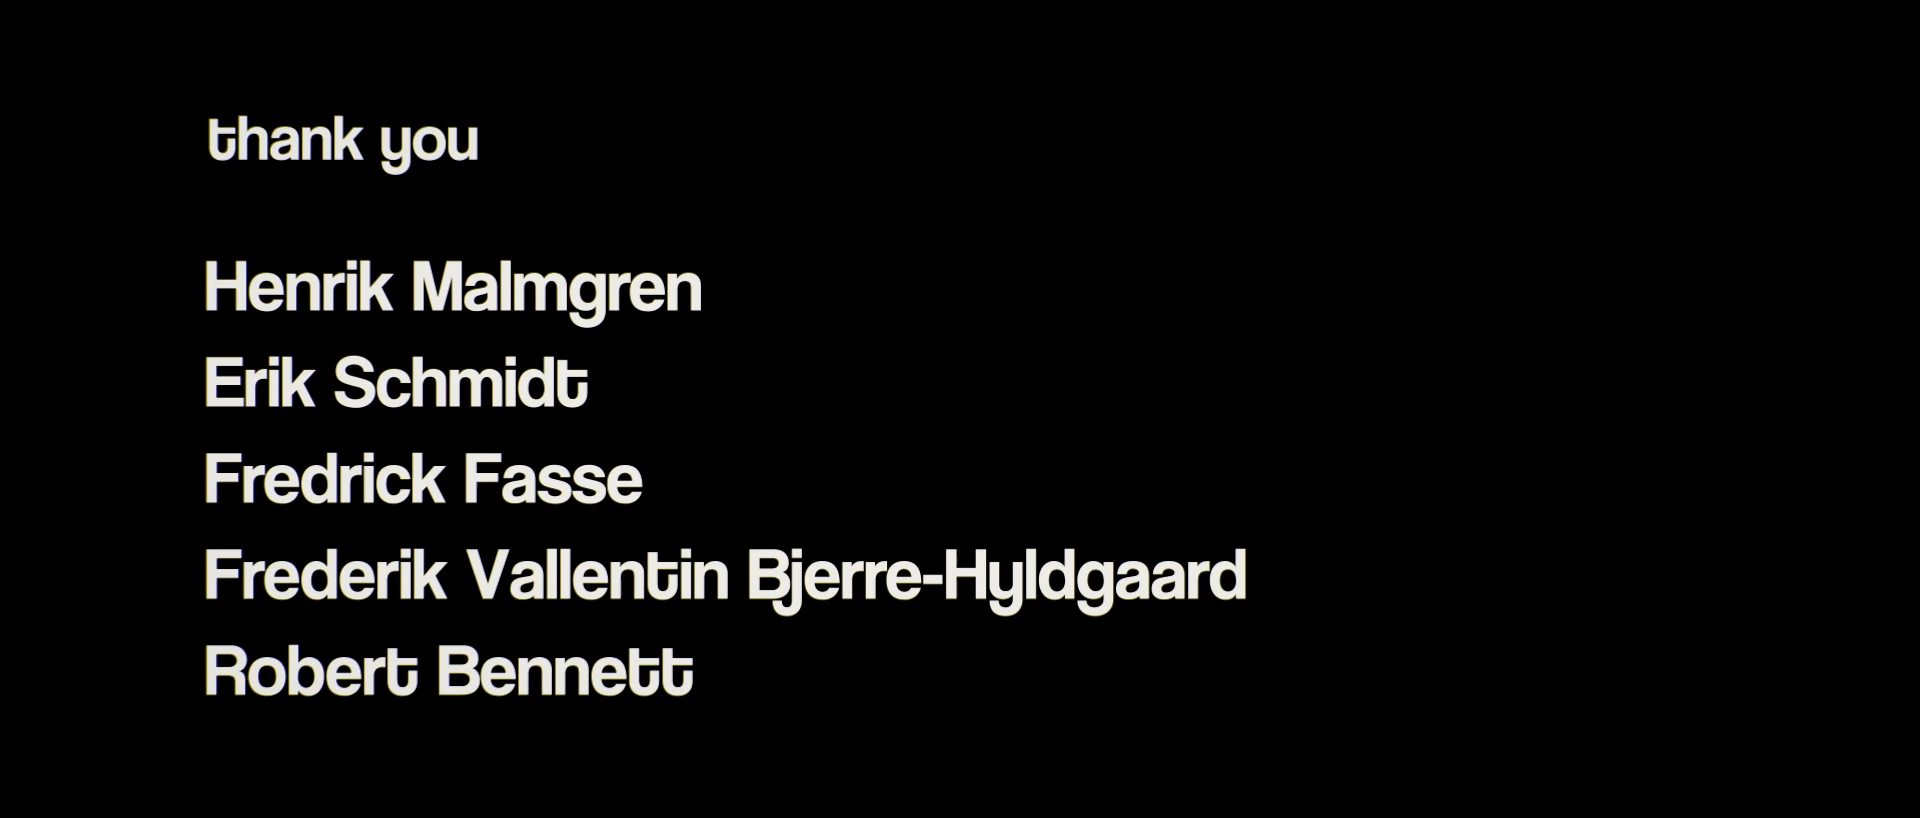 thank you
Henrik Malmgren
Erik Schmidt
Fredrick Fasse
Frederik Vallentin Bjerre-Hyldgaard
Robert Bennett